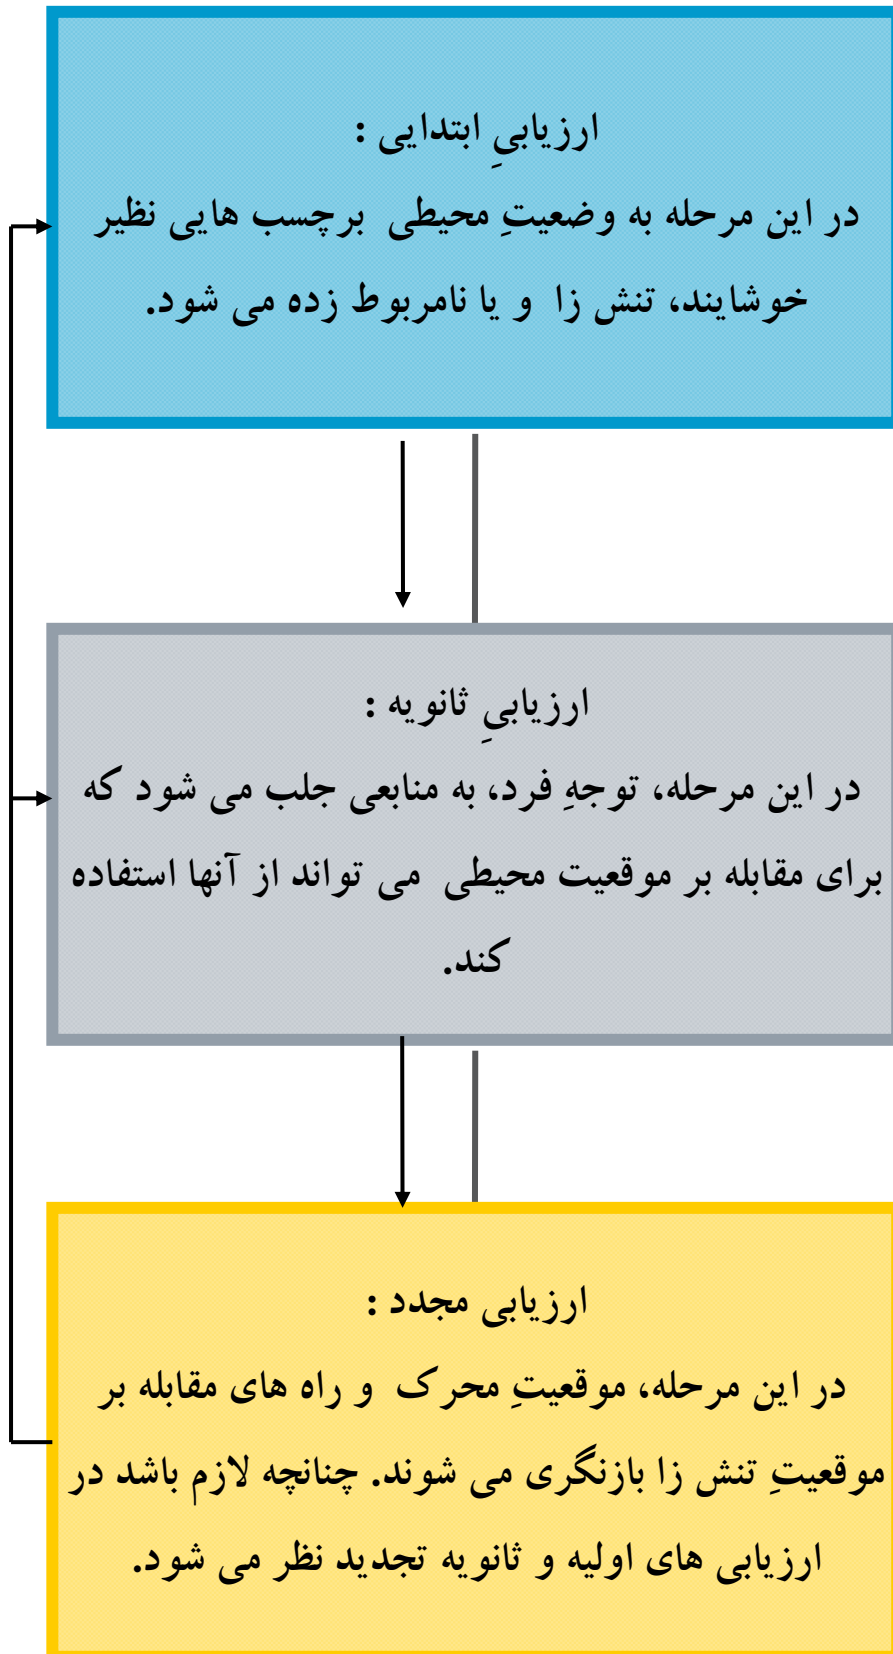 ارزیابیِ ابتدایی :
در این مرحله به وضعیتِ محیطی برچسب هایی نظیر
خوشایند، تنش زا و یا نامربوط زده می شود.
ارزیابیِ ثانویه :
در این مرحله، توجهِ فرد، به منابعی جلب می شود که
برای مقابله بر موقعیت محیطی می تواند از آنها استفاده
کند.
ارزیابی مجدد :
در این مرحله، موقعیتِ محرک و راه های مقابله بر
موقعیتِ تنش زا بازنگری می شوند. چنانچه لازم باشد در
ارزیابی های اولیه و ثانویه تجدید نظر می شود.